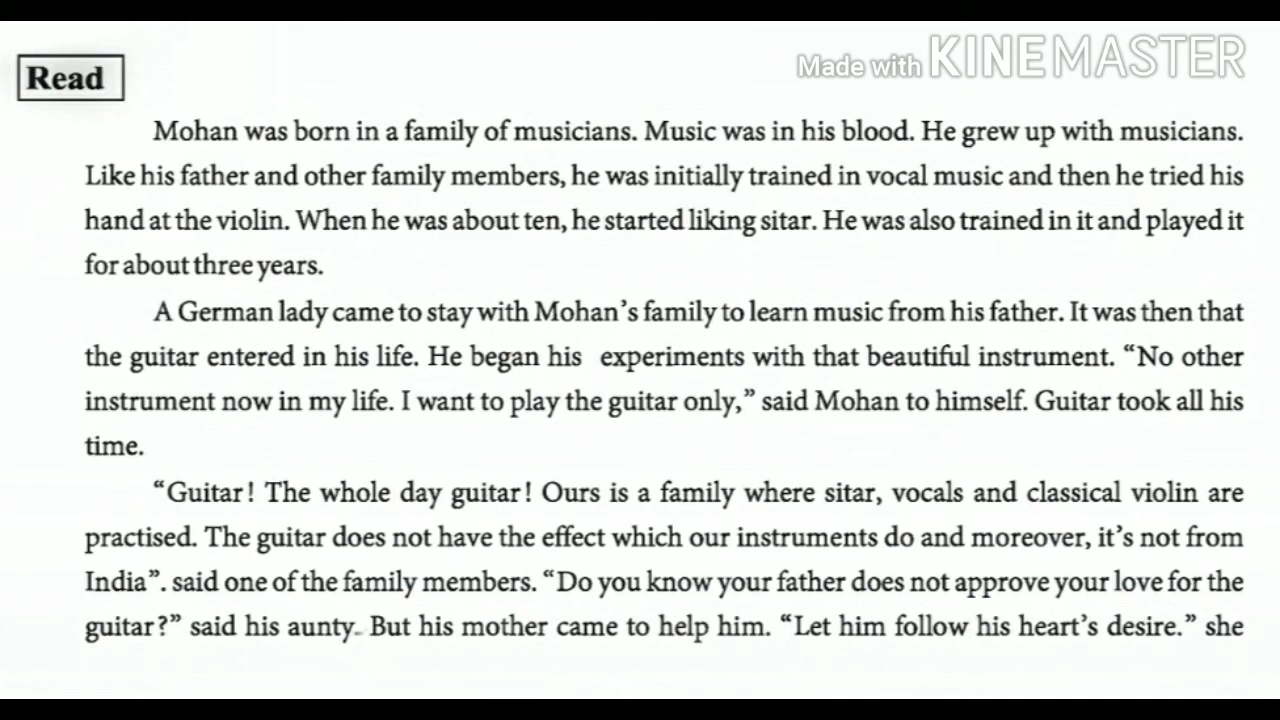 Made with KINEMASTER
Read
Mohan was born in a family of musicians. Music was in his blood. He grew up with musicians.
Like his father and other family members, he was initially trained in vocal music and then he tried his
hand at the violin. When he was about ten, he started liking sitar. He was also trained in it and played it
for about three years.
A German lady came to stay with Mohan’s family to learn music from his father. It was then that
the guitar entered in his life. He began his experiments with that beautiful instrument. “No other
instrument now in my life. I want to play the guitar only,” said Mohan to himself. Guitar took all his
time.
“Guitar! The whole day guitar! Ours is a family where sitar, vocals and classical violin are
practised. The guitar does not have the effect which our instruments do and moreover, it’s not from
India”. said one of the family members. “Do you know your father does not approve your love for the
guitar?” said his aunty. But his mother came to help him. “Let him follow his heart’s desire.” she